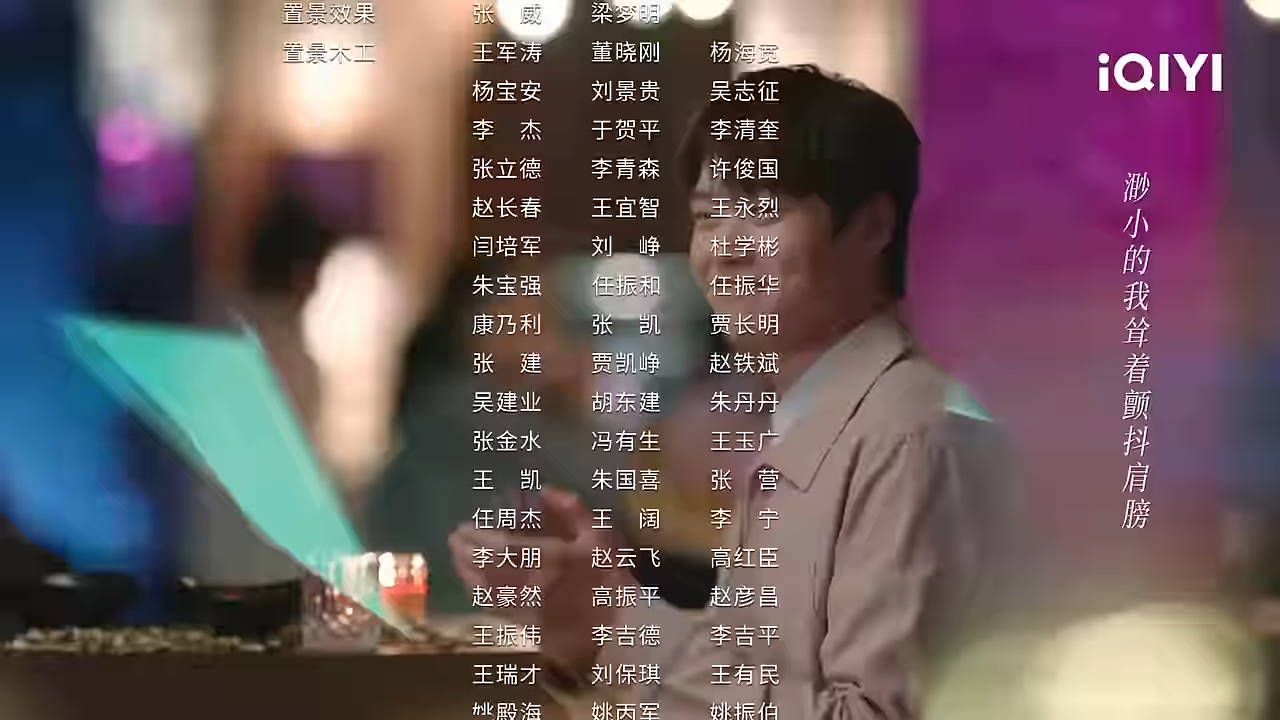 置景效果 张 威 梁梦明
置景木工 王军涛 董晓刚 杨海宽
杨宝安 刘景贵 吴志征
李 杰 于贺平 李清奎
张立德 李青森 许俊国
赵长春 王宜智 王永烈
闫培军 刘 峥 杜学彬
朱宝强 任振和 任振华
康乃利 张 凯 贾长明
张 建 贾凯峥 赵铁斌
吴建业 胡东建 朱丹丹
张金水 冯有生 王玉广
王 凯 朱国喜 张 营
任周杰 王 阔 李 宁
李大朋 赵云飞 高红臣
赵豪然 高振平 赵彦昌
王振伟 李吉德 李吉平
王瑞才 刘保琪 王有民
姚殿海 姚丙军 姚振伯
iQIYI
渺小的我耸着颤抖肩膀